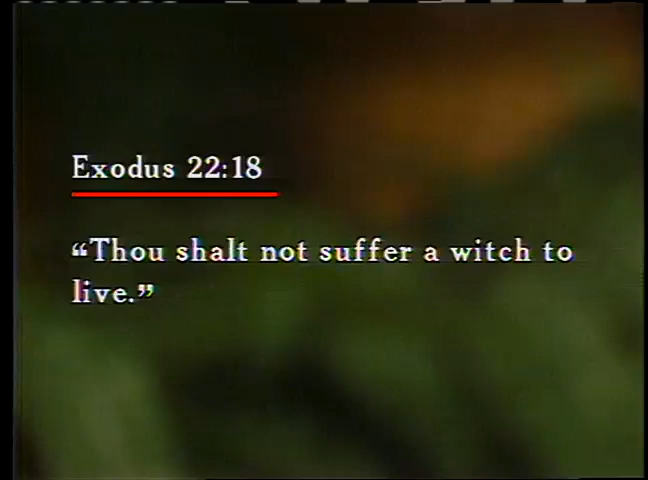 Exodus 22:18
“Thou shalt not suffer a witch to
live.”